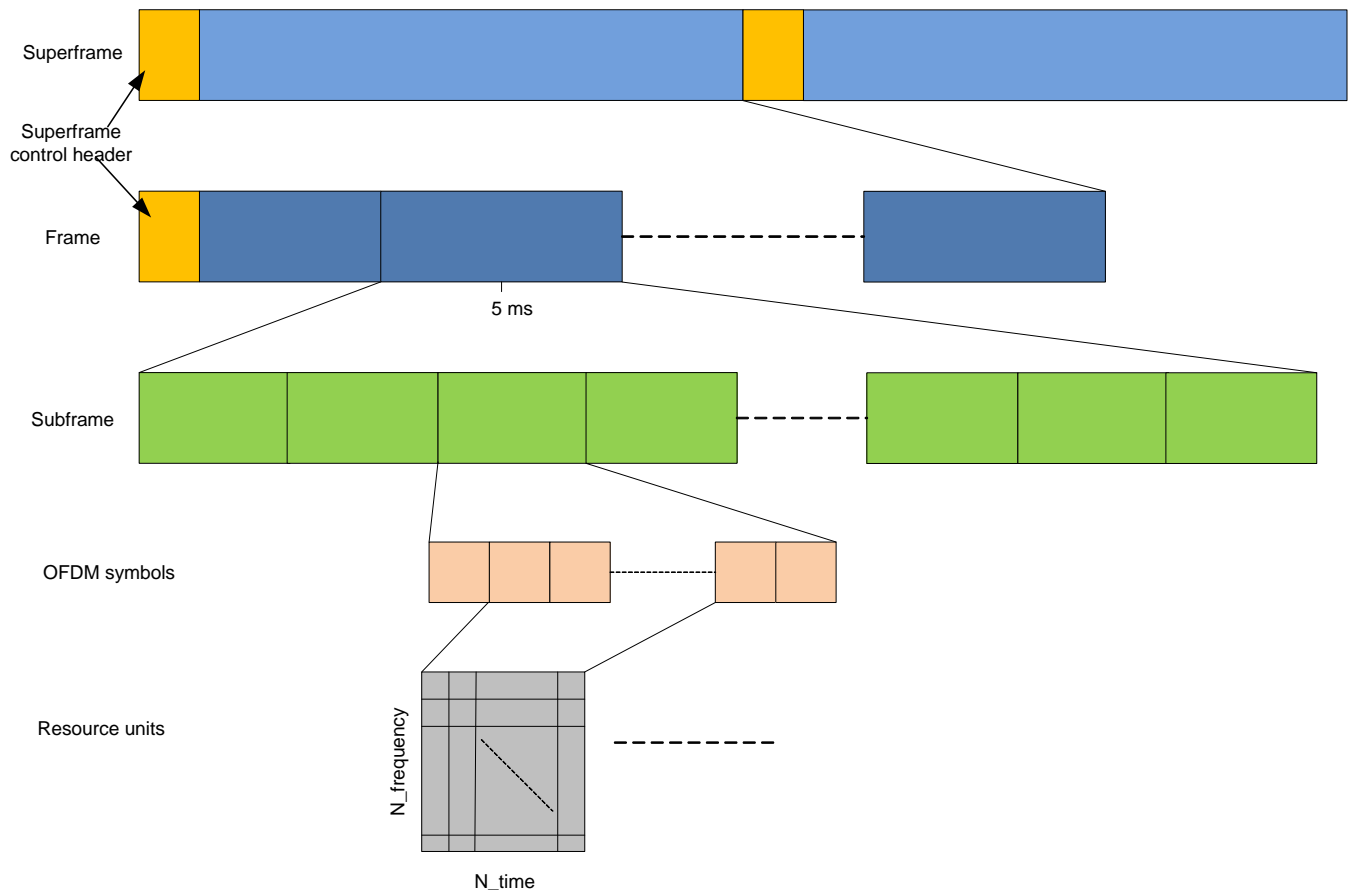 Superframe
Superframe
control header
Frame
5 ms
Subframe
OFDM symbols
Resource units
N_frequency
N_time